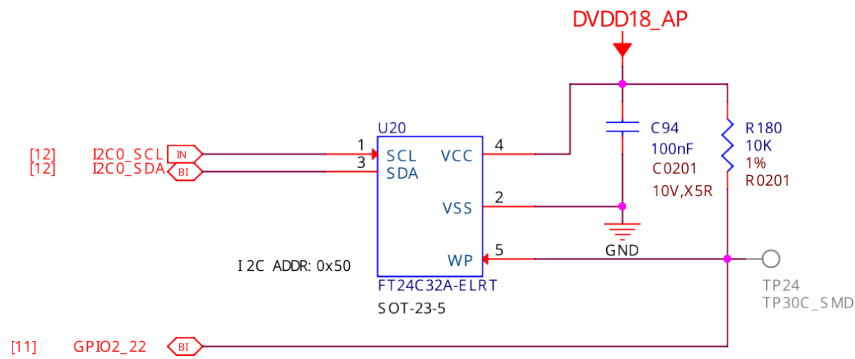 DVDD18_AP
U20
C94
100nF
C0201
10V,X5R
R180
10K
1%
R0201
[12] I2C0_SCL IN 1 SCL VCC 4
[12] I2C0_SDA BI 3 SDA
VSS 2
GND
I2C ADDR: 0x50
WP 5
FT24C32A-ELRT
SOT-23-5
TP24
TP30C_SMD
[11] GPIO2_22 BI